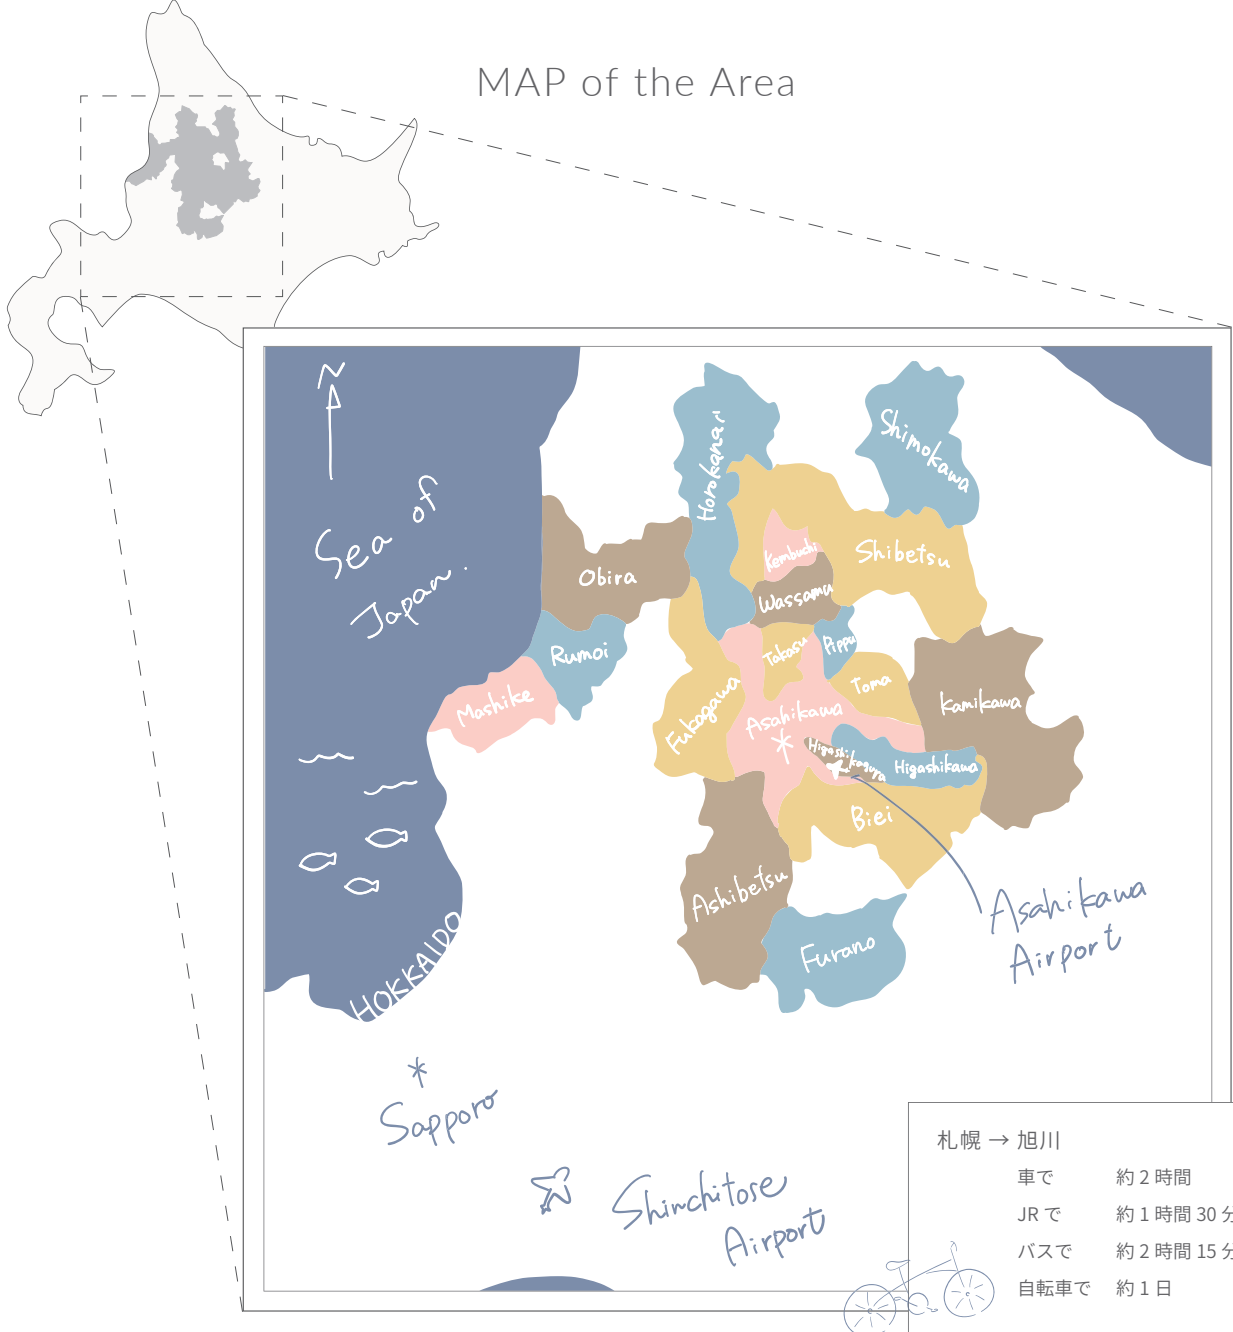 MAP of the Area
N
Sea of
Japan.
Horokanai
Shimokawa
Obira
Kembuchi
Shibetsu
Wassamu
Rumoi
Takasu
Pippu
Mashike
Fukagawa
Toma
Kamikawa
Asahikawa
Higashikagura
Higashikawa
Biei
Ashibetsu
Furano
Asahikawa
Airport
HOKKAIDO
Sapporo
Shinchitose
Airport
札幌 → 旭川
車で 約 2 時間
JR で 約 1 時間 30 分
バスで 約 2 時間 15 分
自転車で 約 1 日